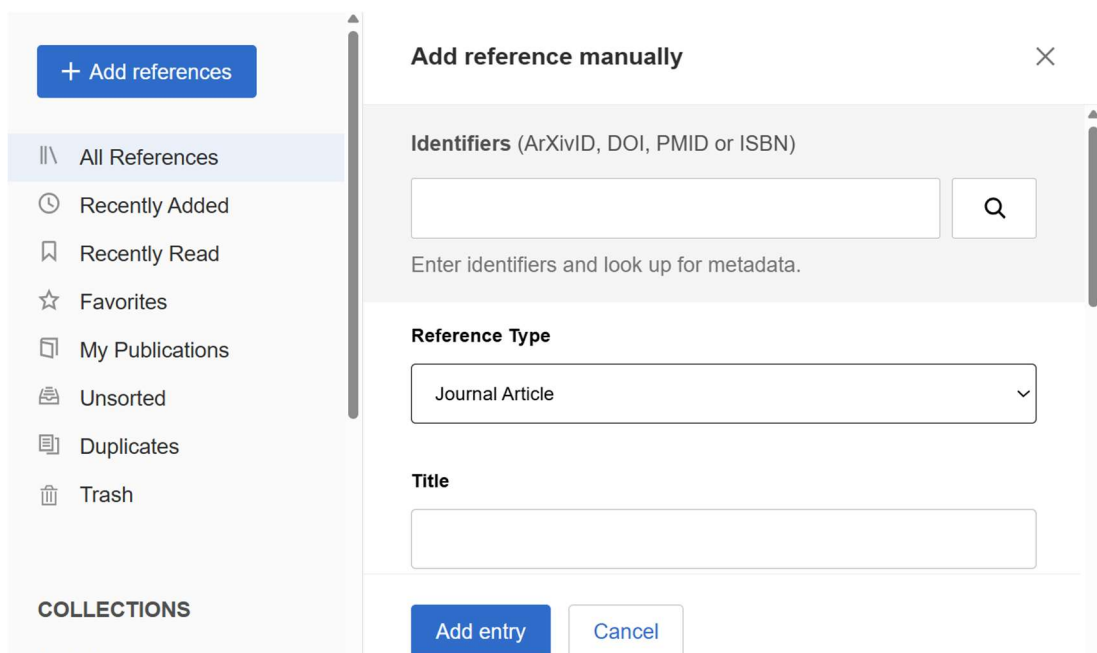 + Add references
All References
Recently Added
Recently Read
Favorites
My Publications
Unsorted
Duplicates
Trash
COLLECTIONS
Add reference manually
Identifiers (ArXivID, DOI, PMID or ISBN)
Enter identifiers and look up for metadata.
Reference Type
Journal Article
Title
Add entry
Cancel